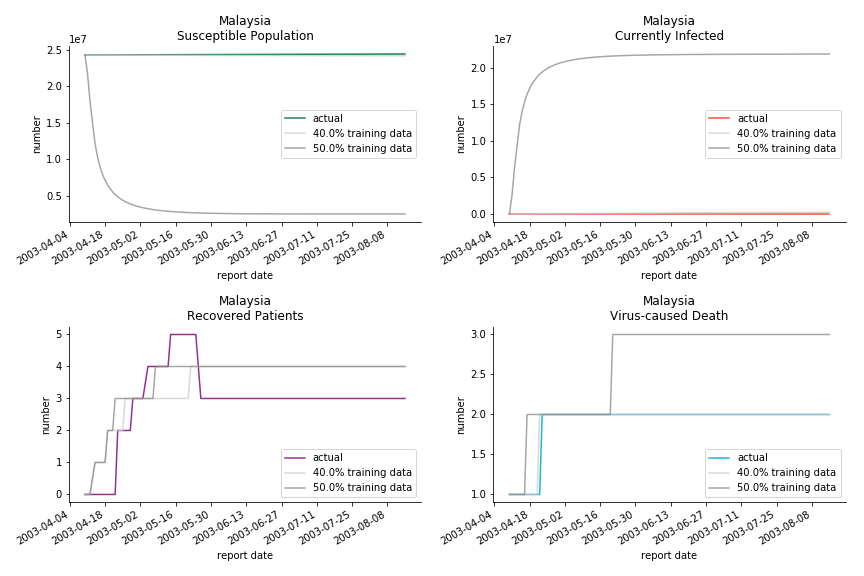 Malaysia
Susceptible Population
1e7
2.5
2.0
1.5
1.0
0.5
number
actual
40.0% training data
50.0% training data
2003-04-04
2003-04-18
2003-05-02
2003-05-16
2003-05-30
2003-06-13
2003-06-27
2003-07-11
2003-07-25
2003-08-08
report date
Malaysia
Currently Infected
1e7
2.0
1.5
1.0
0.5
0.0
number
actual
40.0% training data
50.0% training data
2003-04-04
2003-04-18
2003-05-02
2003-05-16
2003-05-30
2003-06-13
2003-06-27
2003-07-11
2003-07-25
2003-08-08
report date
Malaysia
Recovered Patients
5
4
3
2
1
0
number
actual
40.0% training data
50.0% training data
2003-04-04
2003-04-18
2003-05-02
2003-05-16
2003-05-30
2003-06-13
2003-06-27
2003-07-11
2003-07-25
2003-08-08
report date
Malaysia
Virus-caused Death
3.0
2.5
2.0
1.5
1.0
number
actual
40.0% training data
50.0% training data
2003-04-04
2003-04-18
2003-05-02
2003-05-16
2003-05-30
2003-06-13
2003-06-27
2003-07-11
2003-07-25
2003-08-08
report date